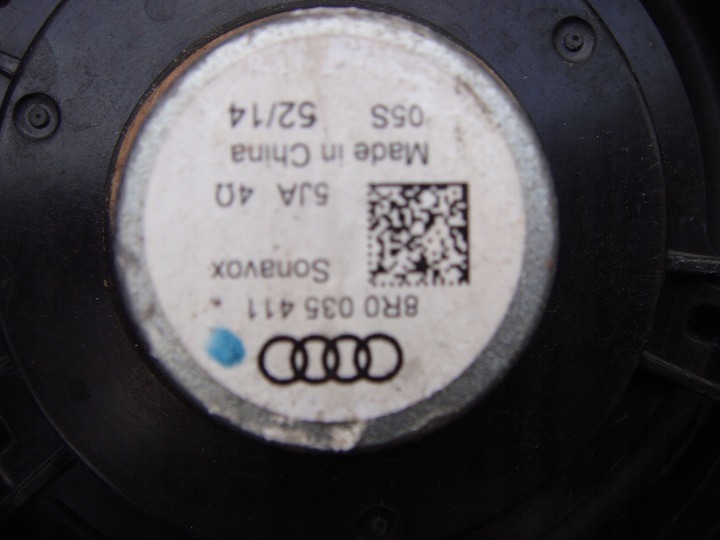 8R0 035 411
Sonavox
5JA 4Ω
Made in China
05S 52/14